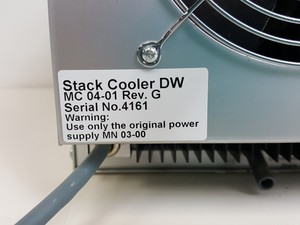 Stack Cooler DW
MC 04-01 Rev. G
Serial No.4161
Warning:
Use only the original power
supply MN 03-00